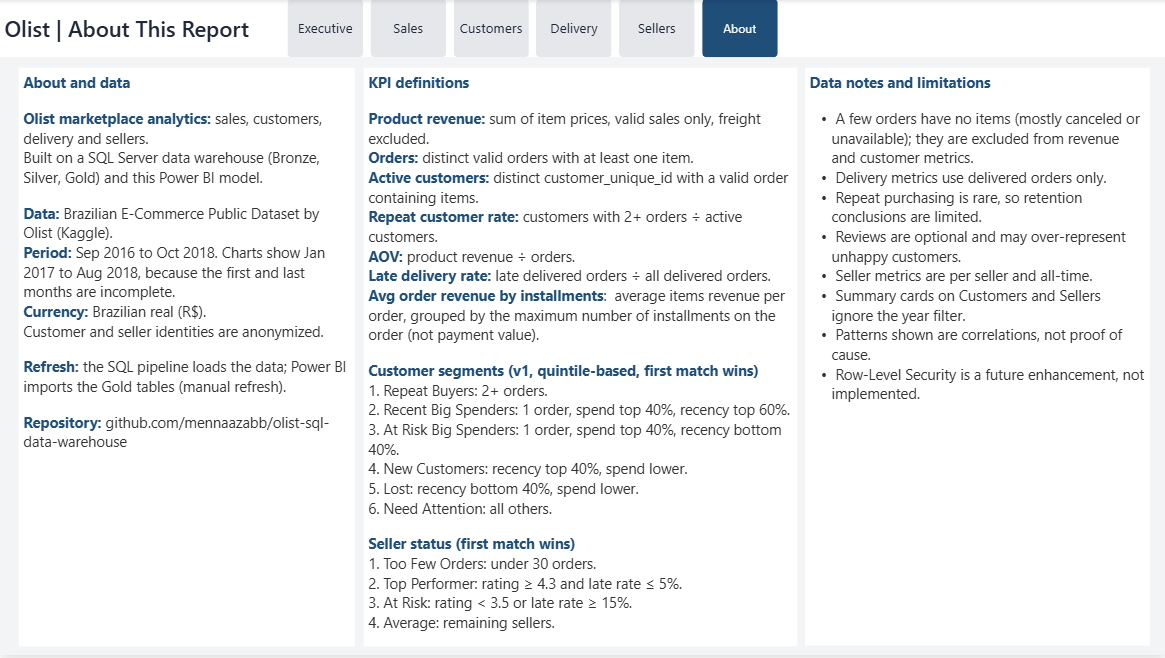 Olist | About This Report
Executive
Sales
Customers
Delivery
Sellers
About
About and data
Olist marketplace analytics: sales, customers,
delivery and sellers.
Built on a SQL Server data warehouse (Bronze,
Silver, Gold) and this Power BI model.
Data: Brazilian E-Commerce Public Dataset by
Olist (Kaggle).
Period: Sep 2016 to Oct 2018. Charts show Jan
2017 to Aug 2018, because the first and last
months are incomplete.
Currency: Brazilian real (R$).
Customer and seller identities are anonymized.
Refresh: the SQL pipeline loads the data; Power BI
imports the Gold tables (manual refresh).
Repository: github.com/mennaazabb/olist-sql-
data-warehouse
KPI definitions
Product revenue: sum of item prices, valid sales only, freight
excluded.
Orders: distinct valid orders with at least one item.
Active customers: distinct customer_unique_id with a valid order
containing items.
Repeat customer rate: customers with 2+ orders ÷ active
customers.
AOV: product revenue ÷ orders.
Late delivery rate: late delivered orders ÷ all delivered orders.
Avg order revenue by installments:  average items revenue per
order, grouped by the maximum number of installments on the
order (not payment value).
Customer segments (v1, quintile-based, first match wins)
1. Repeat Buyers: 2+ orders.
2. Recent Big Spenders: 1 order, spend top 40%, recency top 60%.
3. At Risk Big Spenders: 1 order, spend top 40%, recency bottom
40%.
4. New Customers: recency top 40%, spend lower.
5. Lost: recency bottom 40%, spend lower.
6. Need Attention: all others.
Seller status (first match wins)
1. Too Few Orders: under 30 orders.
2. Top Performer: rating ≥ 4.3 and late rate ≤ 5%.
3. At Risk: rating < 3.5 or late rate ≥ 15%.
4. Average: remaining sellers.
Data notes and limitations
• A few orders have no items (mostly canceled or
unavailable); they are excluded from revenue
and customer metrics.
• Delivery metrics use delivered orders only.
• Repeat purchasing is rare, so retention
conclusions are limited.
• Reviews are optional and may over-represent
unhappy customers.
• Seller metrics are per seller and all-time.
• Summary cards on Customers and Sellers
ignore the year filter.
• Patterns shown are correlations, not proof of
cause.
• Row-Level Security is a future enhancement, not
implemented.